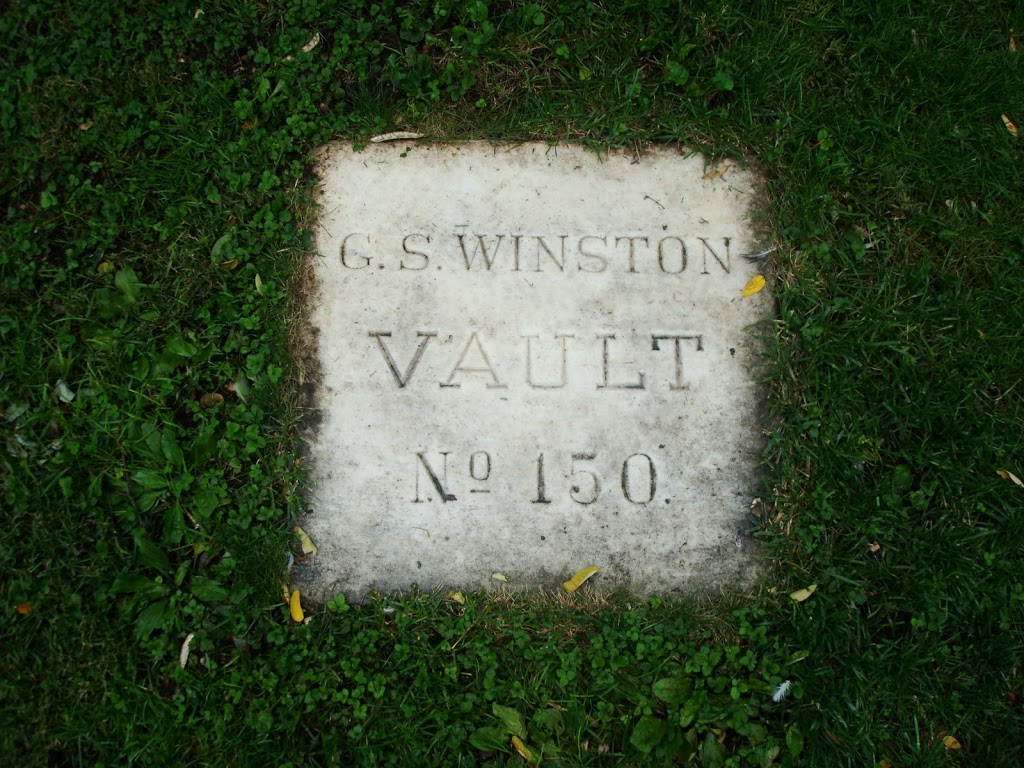 G. S. WINSTON
VAULT
Nº 150.